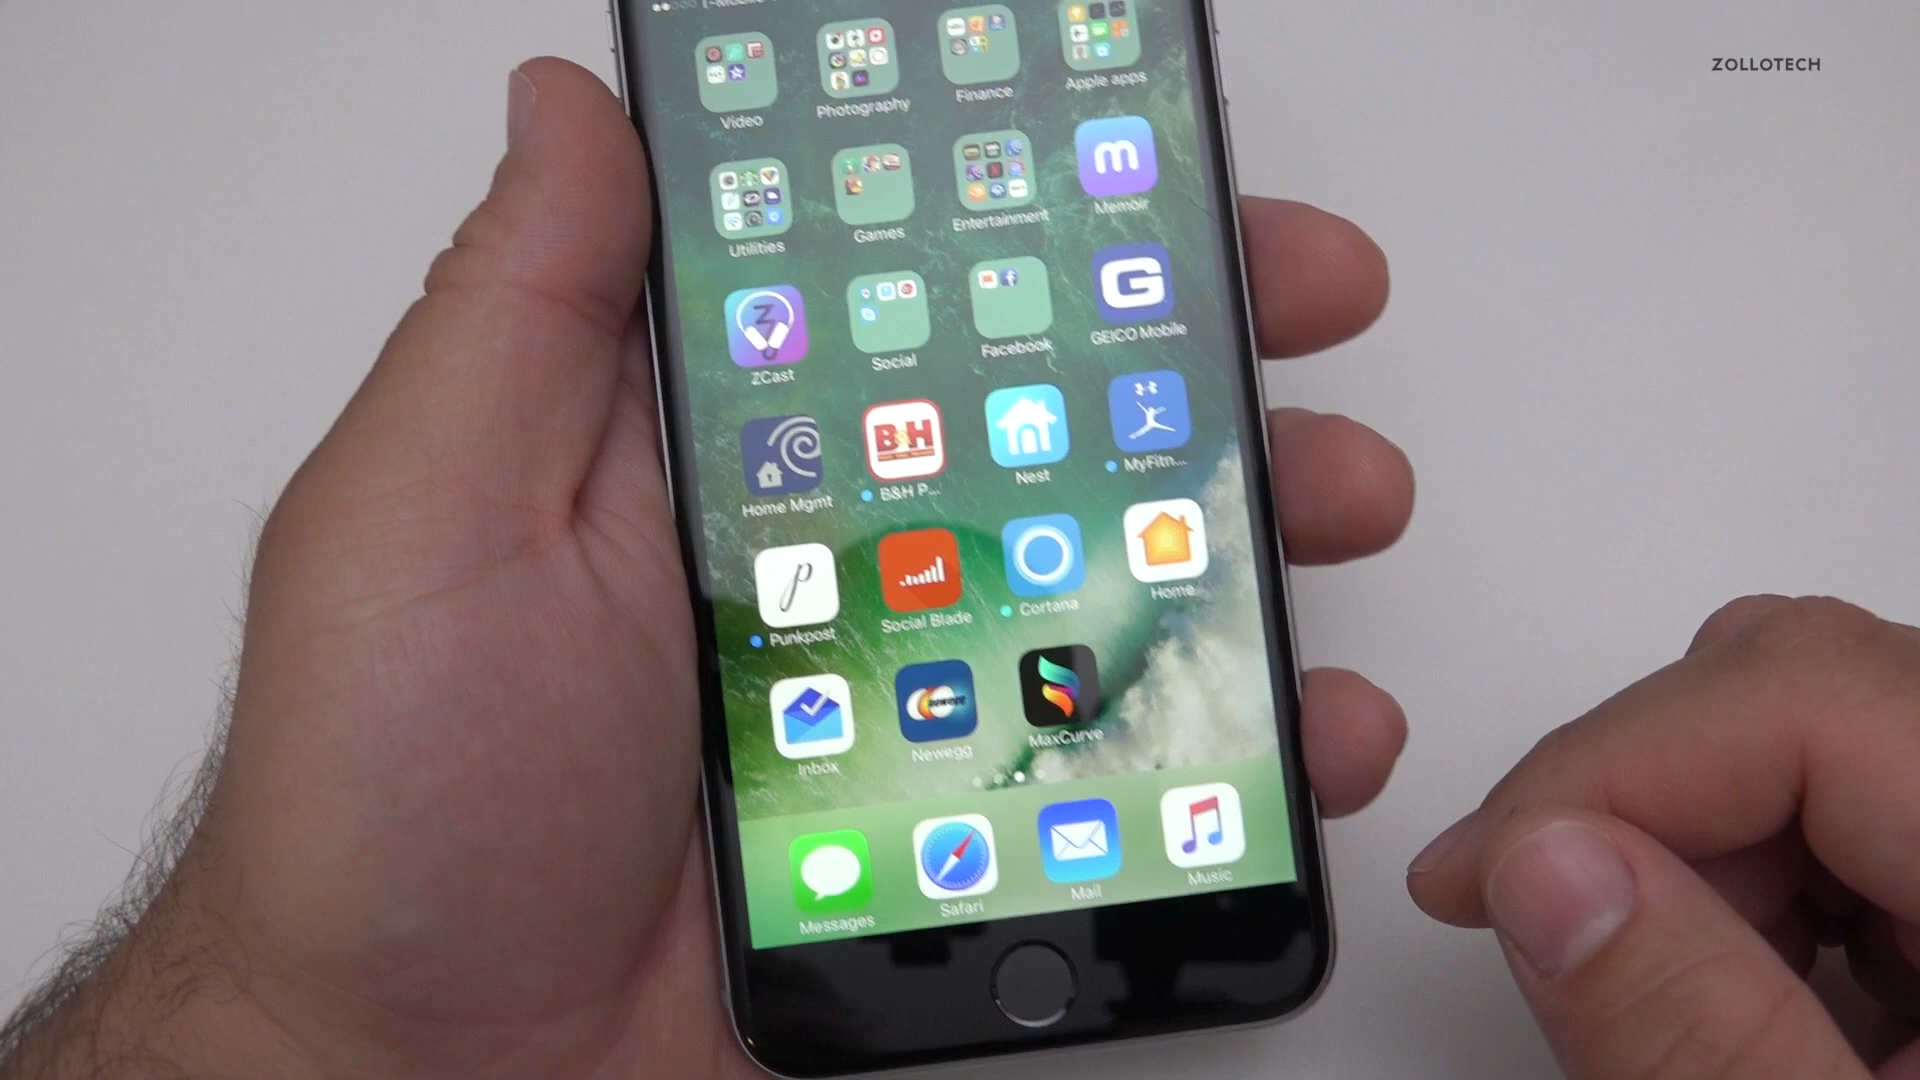 ZOLLOTECH
Video
Photography
Finance
Apple apps
Utilities
Games
Entertainment
m
Memoir
ZCast
Social
Facebook
G
GEICO Mobile
Home Mgmt
B&H
B&H P...
Nest
MyFitn...
p
Punkpost
Social Blade
Cortana
Home
Inbox
newegg
Newegg
MaxCurve
Messages
Safari
Mail
Music